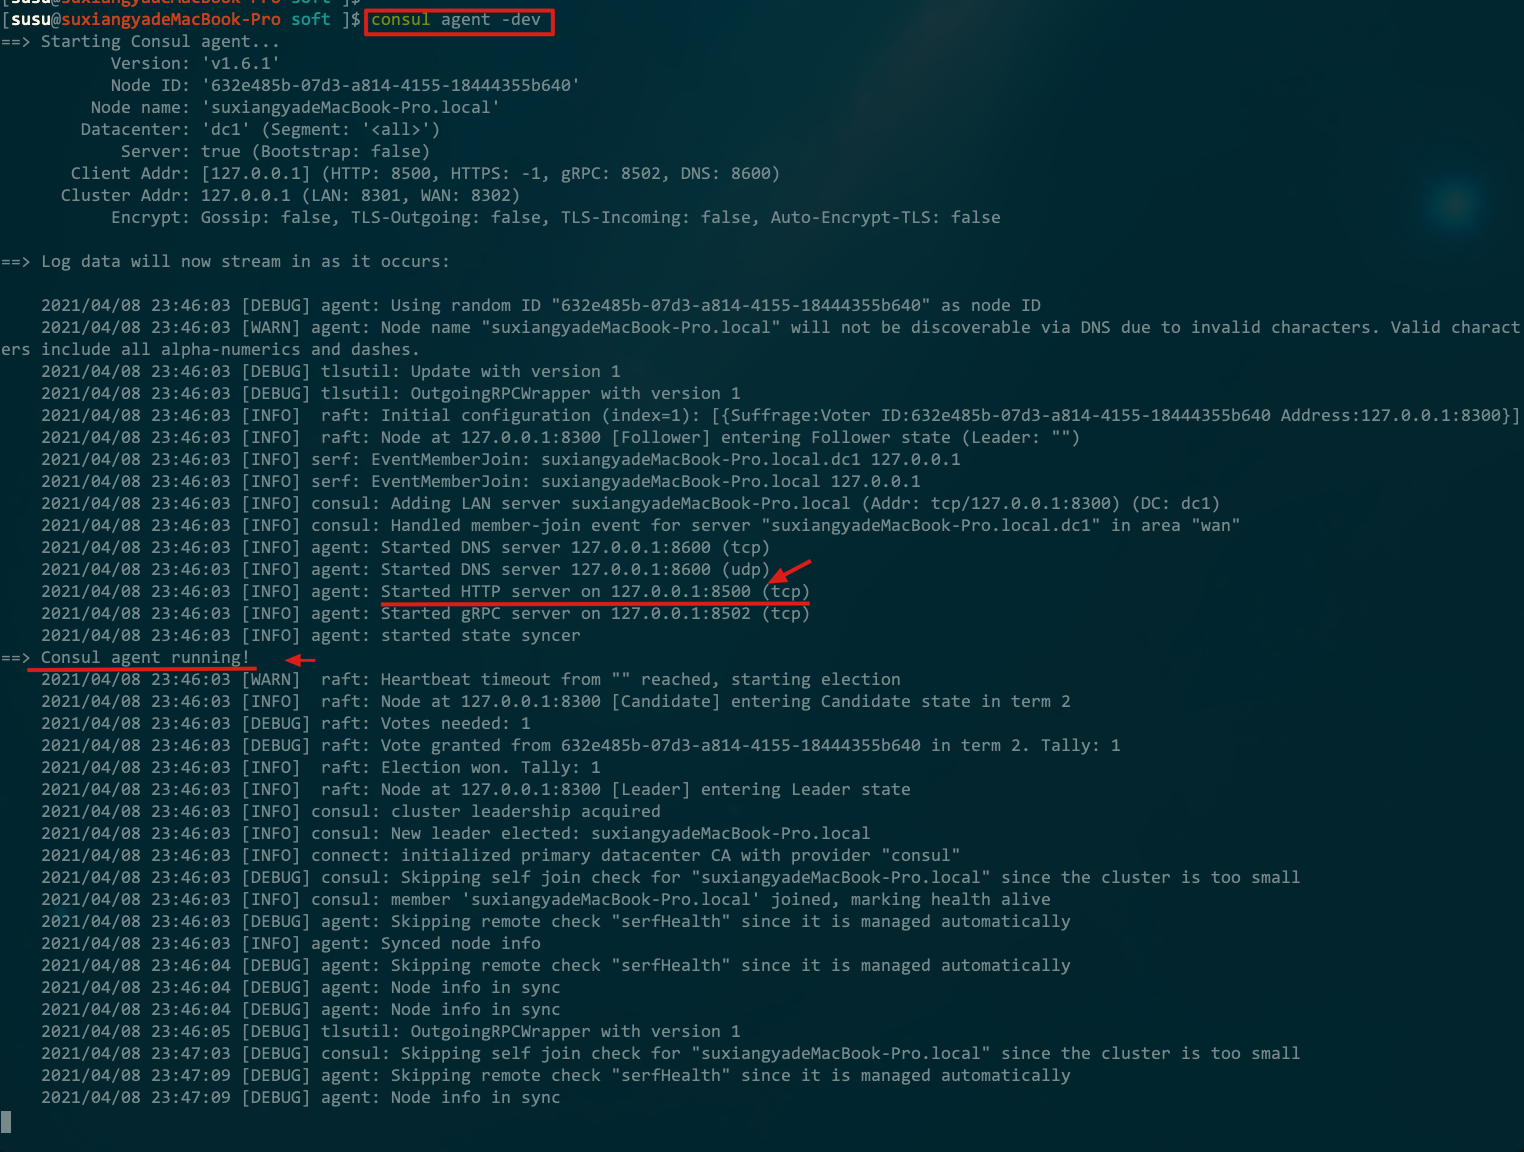 [susu@suxiangyadeMacBook-Pro soft ]$
[susu@suxiangyadeMacBook-Pro soft ]$ consul agent -dev
==> Starting Consul agent...
Version: 'v1.6.1'
Node ID: '632e485b-07d3-a814-4155-18444355b640'
Node name: 'suxiangyadeMacBook-Pro.local'
Datacenter: 'dc1' (Segment: '<all>')
Server: true (Bootstrap: false)
Client Addr: [127.0.0.1] (HTTP: 8500, HTTPS: -1, gRPC: 8502, DNS: 8600)
Cluster Addr: 127.0.0.1 (LAN: 8301, WAN: 8302)
Encrypt: Gossip: false, TLS-Outgoing: false, TLS-Incoming: false, Auto-Encrypt-TLS: false
==> Log data will now stream in as it occurs:
2021/04/08 23:46:03 [DEBUG] agent: Using random ID "632e485b-07d3-a814-4155-18444355b640" as node ID
2021/04/08 23:46:03 [WARN] agent: Node name "suxiangyadeMacBook-Pro.local" will not be discoverable via DNS due to invalid characters. Valid charact
ers include all alpha-numerics and dashes.
2021/04/08 23:46:03 [DEBUG] tlsutil: Update with version 1
2021/04/08 23:46:03 [DEBUG] tlsutil: OutgoingRPCWrapper with version 1
2021/04/08 23:46:03 [INFO]  raft: Initial configuration (index=1): [{Suffrage:Voter ID:632e485b-07d3-a814-4155-18444355b640 Address:127.0.0.1:8300}]
2021/04/08 23:46:03 [INFO]  raft: Node at 127.0.0.1:8300 [Follower] entering Follower state (Leader: "")
2021/04/08 23:46:03 [INFO] serf: EventMemberJoin: suxiangyadeMacBook-Pro.local.dc1 127.0.0.1
2021/04/08 23:46:03 [INFO] serf: EventMemberJoin: suxiangyadeMacBook-Pro.local 127.0.0.1
2021/04/08 23:46:03 [INFO] consul: Adding LAN server suxiangyadeMacBook-Pro.local (Addr: tcp/127.0.0.1:8300) (DC: dc1)
2021/04/08 23:46:03 [INFO] consul: Handled member-join event for server "suxiangyadeMacBook-Pro.local.dc1" in area "wan"
2021/04/08 23:46:03 [INFO] agent: Started DNS server 127.0.0.1:8600 (tcp)
2021/04/08 23:46:03 [INFO] agent: Started DNS server 127.0.0.1:8600 (udp)
2021/04/08 23:46:03 [INFO] agent: Started HTTP server on 127.0.0.1:8500 (tcp)
2021/04/08 23:46:03 [INFO] agent: Started gRPC server on 127.0.0.1:8502 (tcp)
2021/04/08 23:46:03 [INFO] agent: started state syncer
==> Consul agent running!
2021/04/08 23:46:03 [WARN]  raft: Heartbeat timeout from "" reached, starting election
2021/04/08 23:46:03 [INFO]  raft: Node at 127.0.0.1:8300 [Candidate] entering Candidate state in term 2
2021/04/08 23:46:03 [DEBUG] raft: Votes needed: 1
2021/04/08 23:46:03 [DEBUG] raft: Vote granted from 632e485b-07d3-a814-4155-18444355b640 in term 2. Tally: 1
2021/04/08 23:46:03 [INFO]  raft: Election won. Tally: 1
2021/04/08 23:46:03 [INFO]  raft: Node at 127.0.0.1:8300 [Leader] entering Leader state
2021/04/08 23:46:03 [INFO] consul: cluster leadership acquired
2021/04/08 23:46:03 [INFO] consul: New leader elected: suxiangyadeMacBook-Pro.local
2021/04/08 23:46:03 [INFO] connect: initialized primary datacenter CA with provider "consul"
2021/04/08 23:46:03 [DEBUG] consul: Skipping self join check for "suxiangyadeMacBook-Pro.local" since the cluster is too small
2021/04/08 23:46:03 [INFO] consul: member 'suxiangyadeMacBook-Pro.local' joined, marking health alive
2021/04/08 23:46:03 [DEBUG] agent: Skipping remote check "serfHealth" since it is managed automatically
2021/04/08 23:46:03 [INFO] agent: Synced node info
2021/04/08 23:46:04 [DEBUG] agent: Skipping remote check "serfHealth" since it is managed automatically
2021/04/08 23:46:04 [DEBUG] agent: Node info in sync
2021/04/08 23:46:04 [DEBUG] agent: Node info in sync
2021/04/08 23:46:05 [DEBUG] tlsutil: OutgoingRPCWrapper with version 1
2021/04/08 23:47:03 [DEBUG] consul: Skipping self join check for "suxiangyadeMacBook-Pro.local" since the cluster is too small
2021/04/08 23:47:09 [DEBUG] agent: Skipping remote check "serfHealth" since it is managed automatically
2021/04/08 23:47:09 [DEBUG] agent: Node info in sync